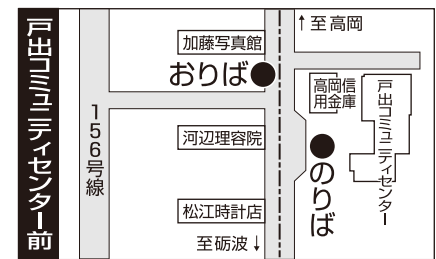 戸出コミュニティセンター前
156号線
加藤写真館
おりば
河辺理容院
松江時計店
至砺波↓
↑至高岡
高岡信
用金庫
のりば
戸出コミュニティセンター